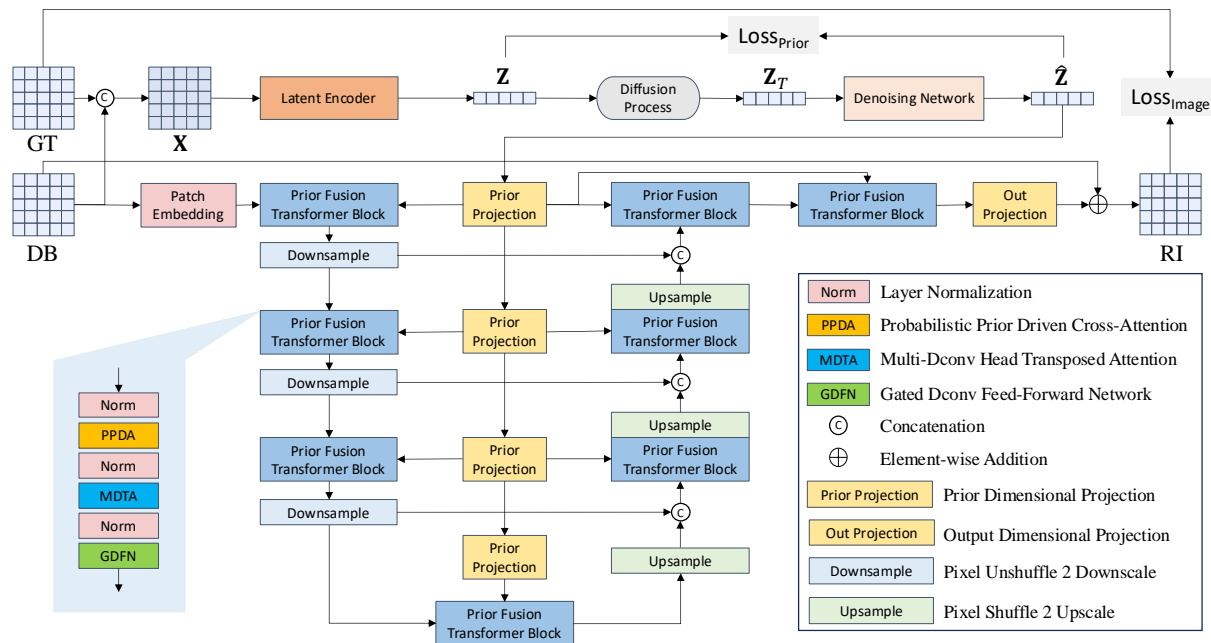 Loss_Prior
Z
Z_T
Ẑ
Latent Encoder
Diffusion
Process
Denoising Network
Loss_Image
GT
X
Patch
Embedding
Prior Fusion
Transformer Block
Prior
Projection
Prior Fusion
Transformer Block
Prior Fusion
Transformer Block
Out
Projection
DB
RI
Downsample
C
Upsample
Prior Fusion
Transformer Block
Prior
Projection
Prior Fusion
Transformer Block
Downsample
C
Upsample
Prior Fusion
Transformer Block
Prior
Projection
Prior Fusion
Transformer Block
Downsample
C
Prior
Projection
Upsample
Prior Fusion
Transformer Block
C
Norm
PPDA
Norm
MDTA
Norm
GDFN
Norm Layer Normalization
PPDA Probabilistic Prior Driven Cross-Attention
MDTA Multi-Dconv Head Transposed Attention
GDFN Gated Dconv Feed-Forward Network
C Concatenation
Element-wise Addition
Prior Projection Prior Dimensional Projection
Out Projection Output Dimensional Projection
Downsample Pixel Unshuffle 2 Downscale
Upsample Pixel Shuffle 2 Upscale